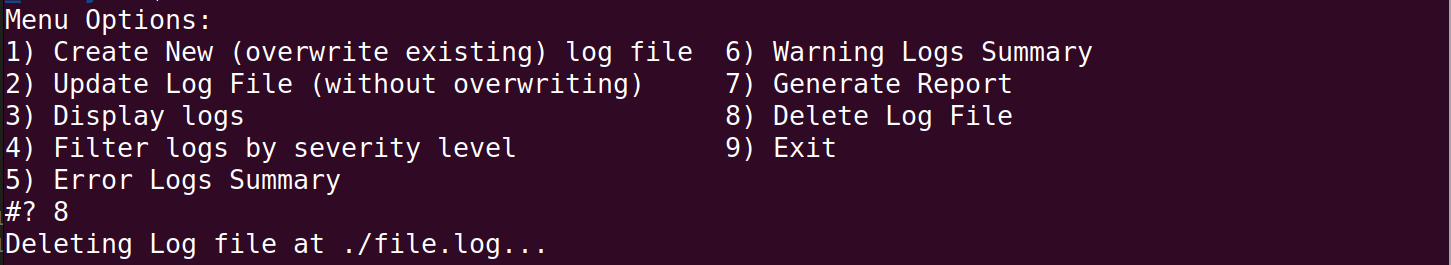 Menu Options:
1) Create New (overwrite existing) log file  6) Warning Logs Summary
2) Update Log File (without overwriting)     7) Generate Report
3) Display logs                              8) Delete Log File
4) Filter logs by severity level             9) Exit
5) Error Logs Summary
#? 8
Deleting Log file at ./file.log...